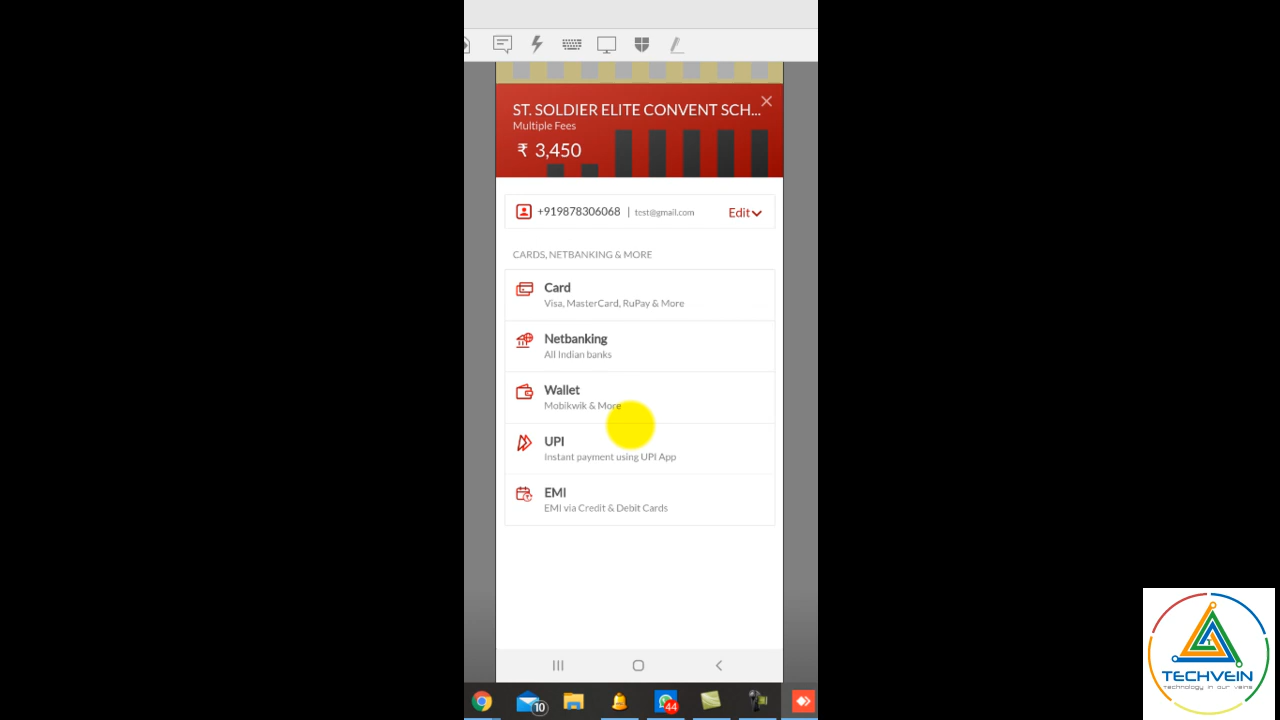 ST. SOLDIER ELITE CONVENT SCH...
Multiple Fees
₹ 3,450
+919878306068 | test@gmail.com
Edit
CARDS, NETBANKING & MORE
Card
Visa, MasterCard, RuPay & More
Netbanking
All Indian banks
Wallet
Mobikwik & More
UPI
Instant payment using UPI App
EMI
EMI via Credit & Debit Cards
10
44
TECHVEIN
Technology in our veins